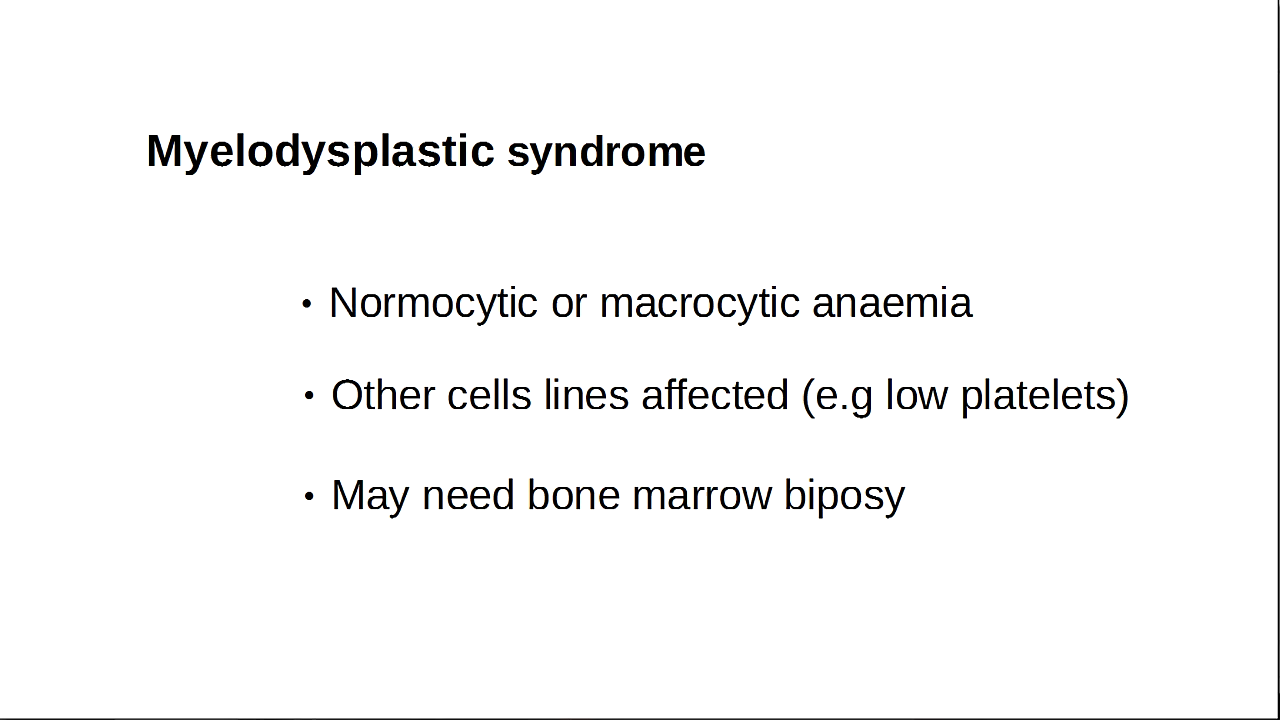 Myelodysplastic syndrome
• Normocytic or macrocytic anaemia
• Other cells lines affected (e.g low platelets)
• May need bone marrow biposy